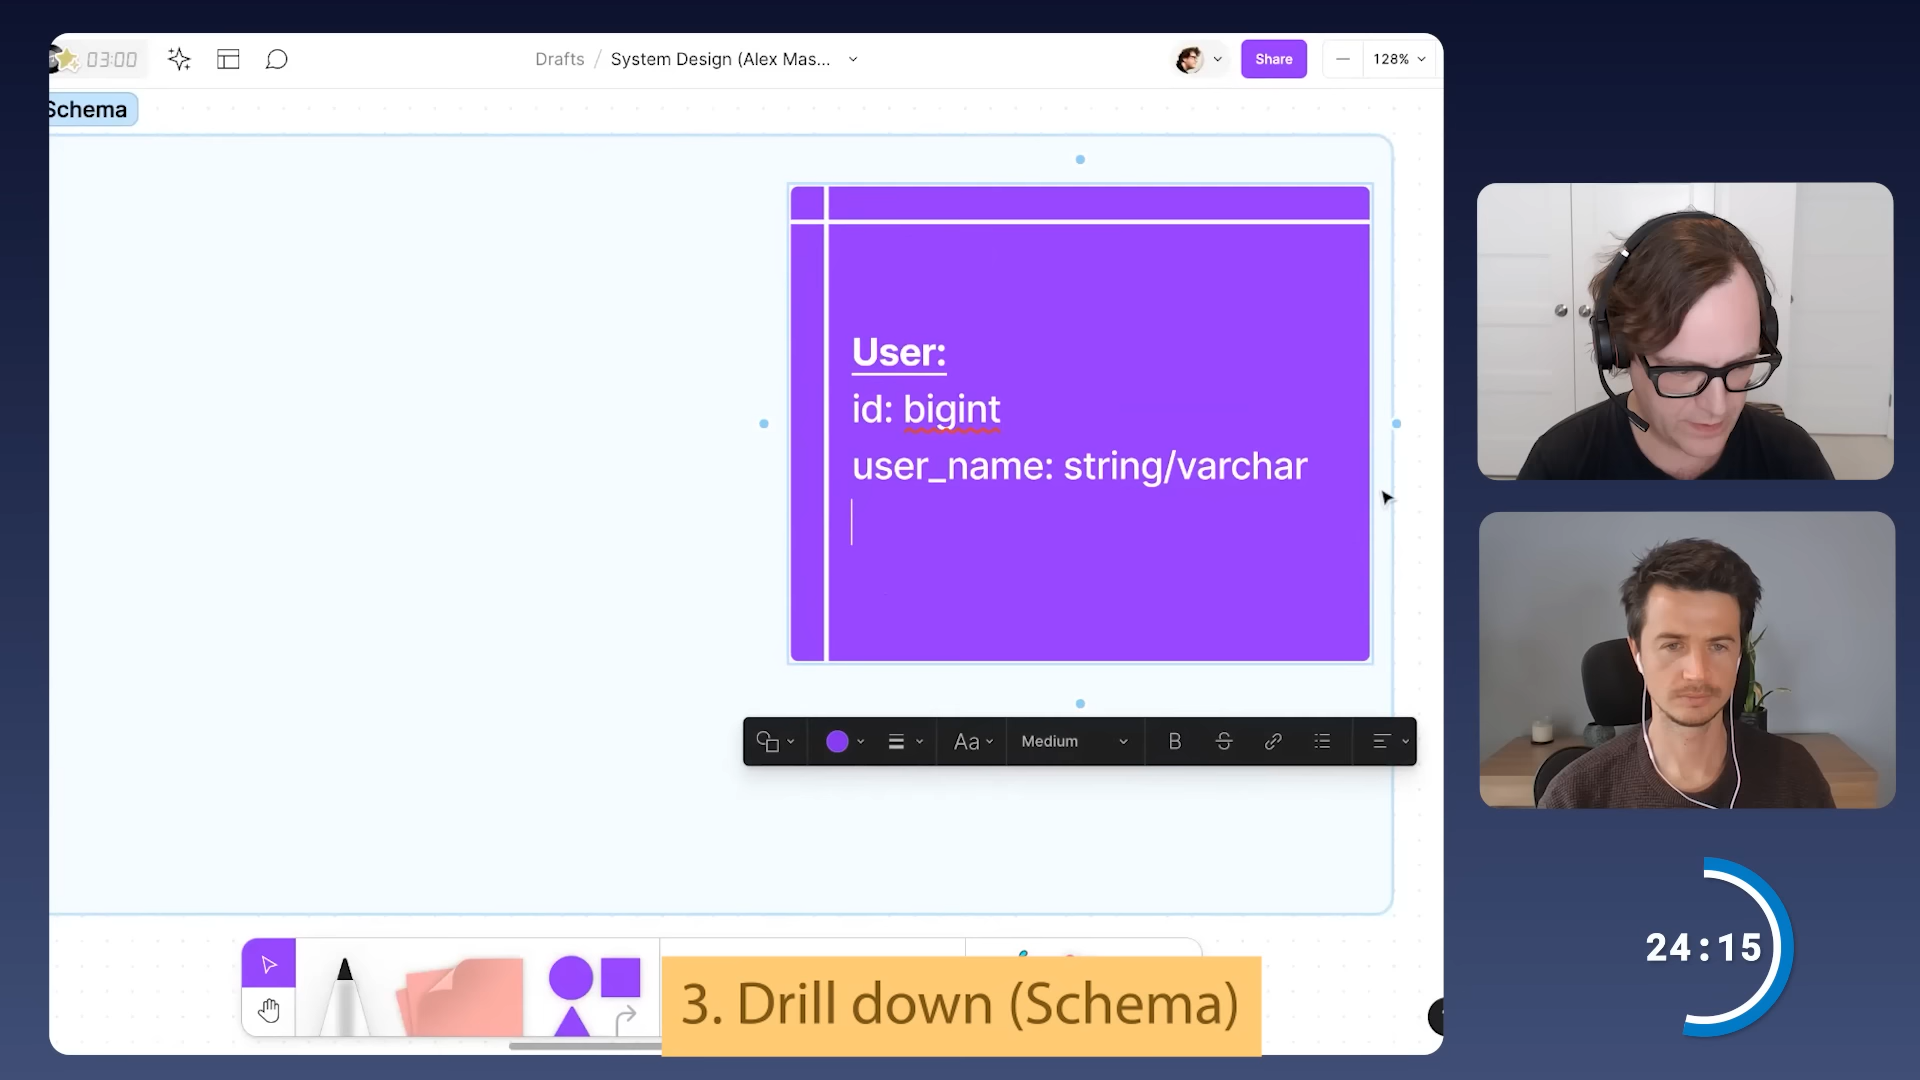 03:00
Drafts / System Design (Alex Mas...
Share
128%
Schema
User:
id: bigint
user_name: string/varchar
Aa
Medium
B
S
3. Drill down (Schema)
24:15